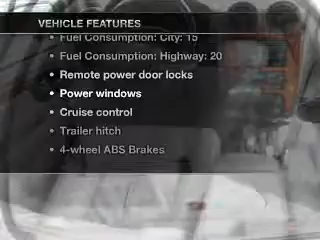 VEHICLE FEATURES
• Fuel Consumption: City: 15
• Fuel Consumption: Highway: 20
• Remote power door locks
• Power windows
• Cruise control
• Trailer hitch
• 4-wheel ABS Brakes